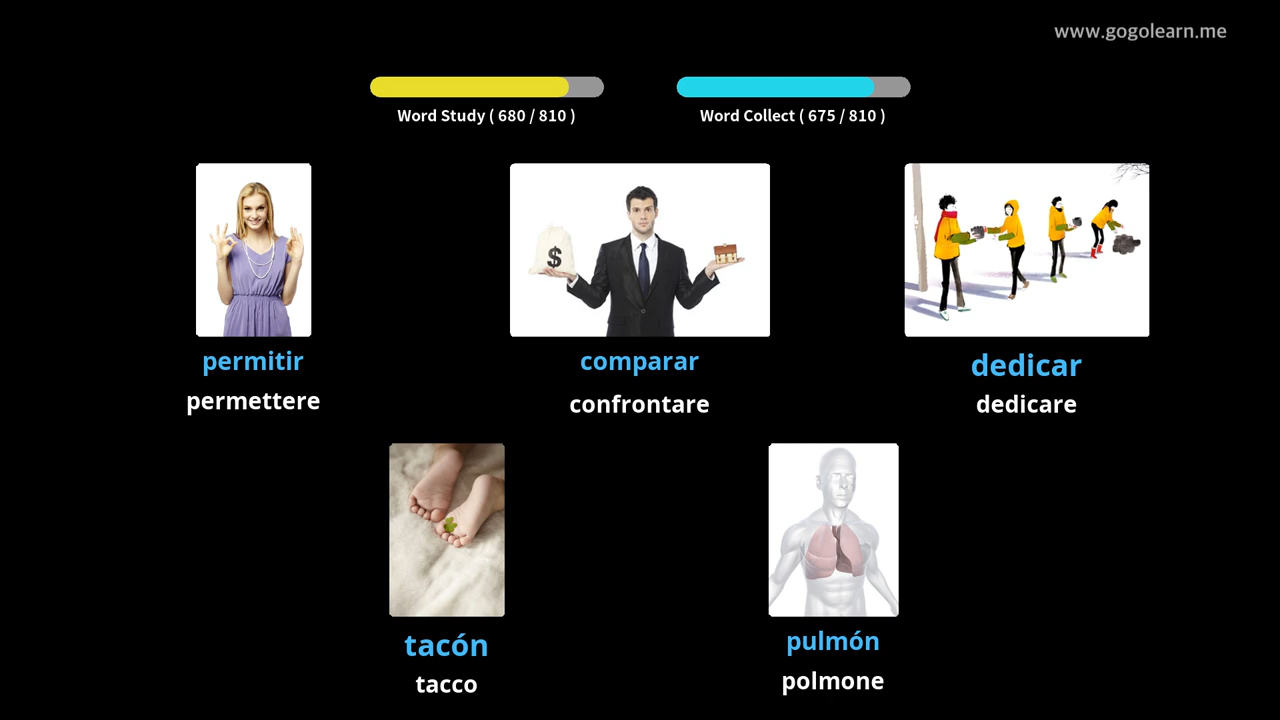 www.gogolearn.me
Word Study ( 680 / 810 )
Word Collect ( 675 / 810 )
$
permitir
permettere
comparar
confrontare
dedicar
dedicare
tacón
tacco
pulmón
polmone